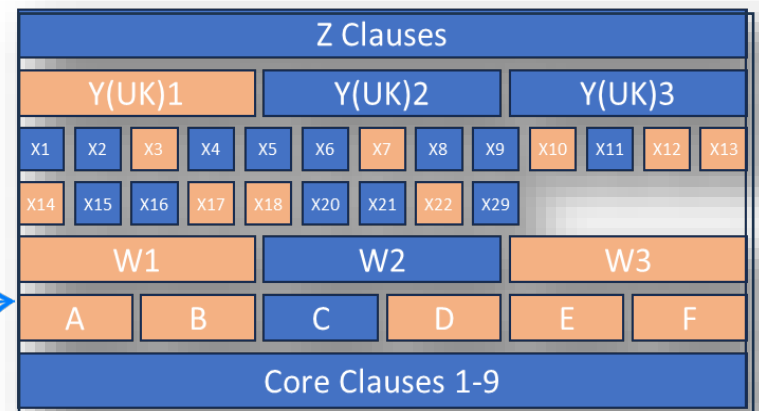 Z Clauses
Y(UK)1 Y(UK)2 Y(UK)3
X1 X2 X3 X4 X5 X6 X7 X8 X9 X10 X11 X12 X13
X14 X15 X16 X17 X18 X20 X21 X22 X29
W1 W2 W3
A B C D E F
Core Clauses 1-9